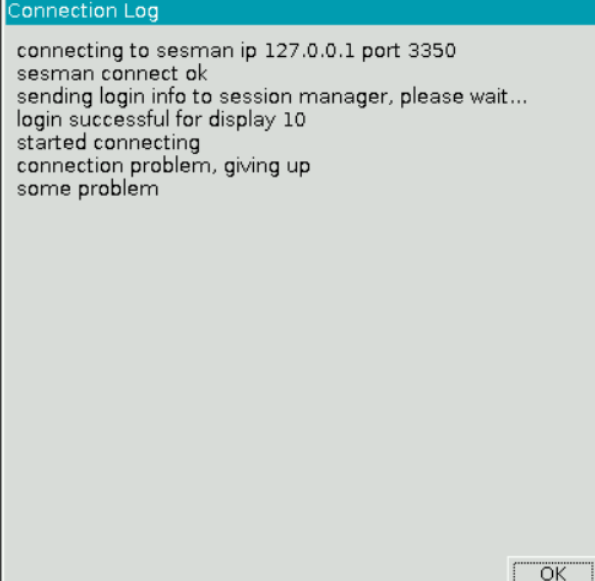 Connection Log
connecting to sesman ip 127.0.0.1 port 3350
sesman connect ok
sending login info to session manager, please wait...
login successful for display 10
started connecting
connection problem, giving up
some problem
OK